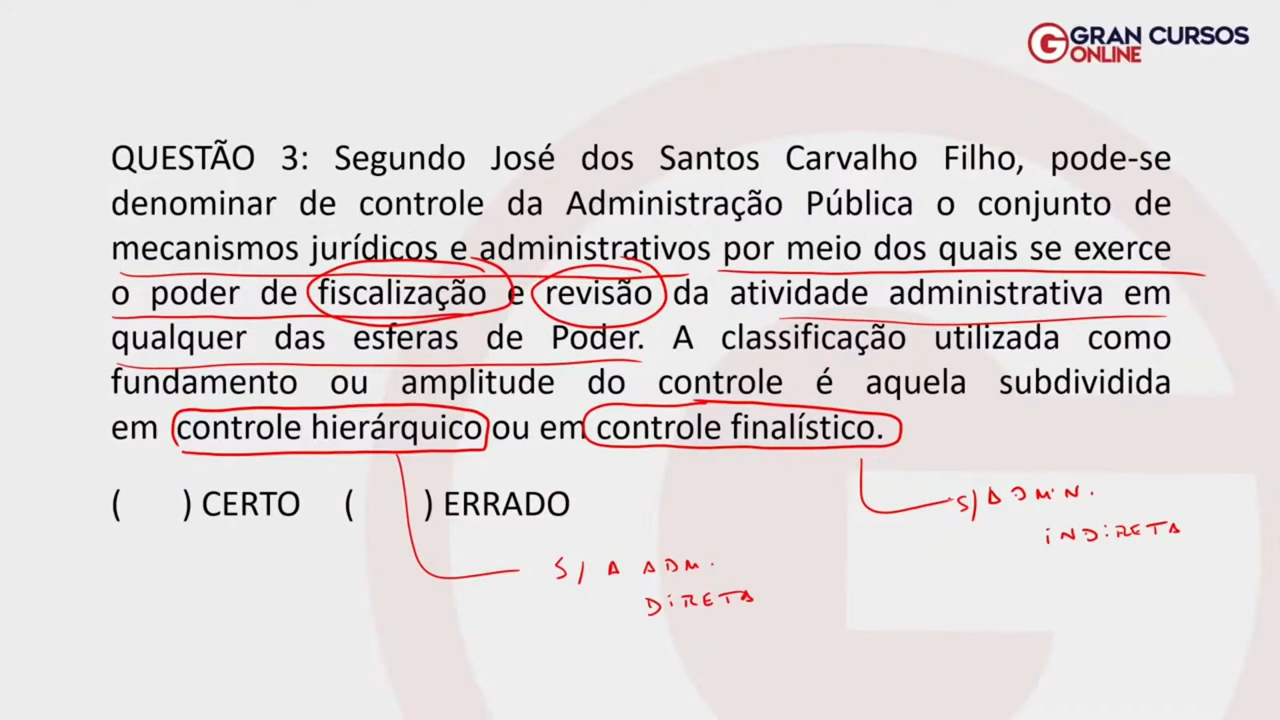 GRAN CURSOS
ONLINE
QUESTÃO 3: Segundo José dos Santos Carvalho Filho, pode-se
denominar de controle da Administração Pública o conjunto de
mecanismos jurídicos e administrativos por meio dos quais se exerce
o poder de fiscalização e revisão da atividade administrativa em
qualquer das esferas de Poder. A classificação utilizada como
fundamento ou amplitude do controle é aquela subdividida
em controle hierárquico ou em controle finalístico.
( ) CERTO ( ) ERRADO
S/ ADMIN.
INDIRETA
S/ A ADM.
DIRETA